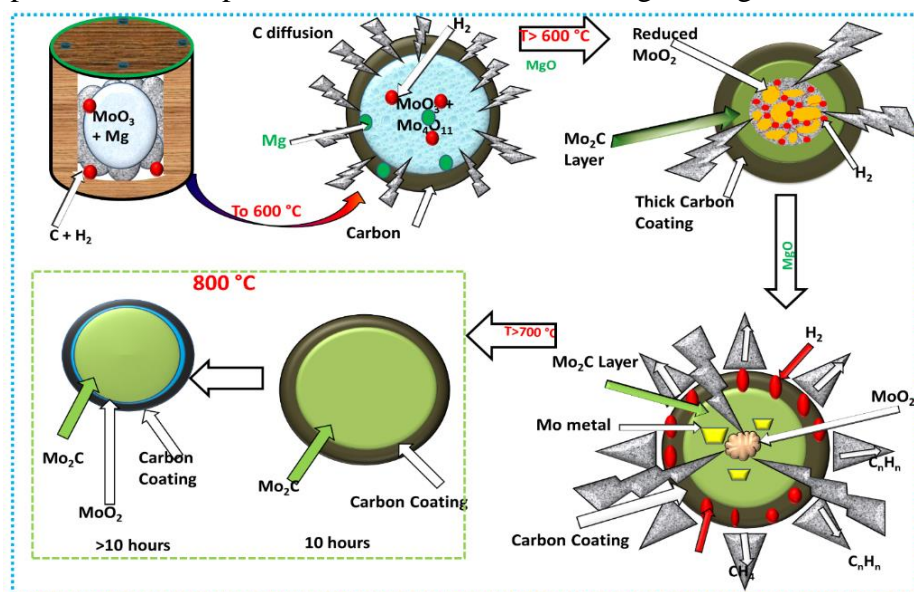 C diffusion
H₂
T> 600 °C
MgO
Reduced
MoO₂
MoO₃
+ Mg
MoO₃ +
Mo₄O₁₁
Mg
Mo₂C
Layer
H₂
To 600 °C
C + H₂
Carbon
Thick Carbon
Coating
MgO
800 °C
T>700 °C
H₂
Mo₂C Layer
MoO₂
Mo metal
Mo₂C
Carbon
Coating
MoO₂
Mo₂C
Carbon Coating
CₙHₙ
Carbon Coating
CₙHₙ
CH₄
>10 hours
10 hours